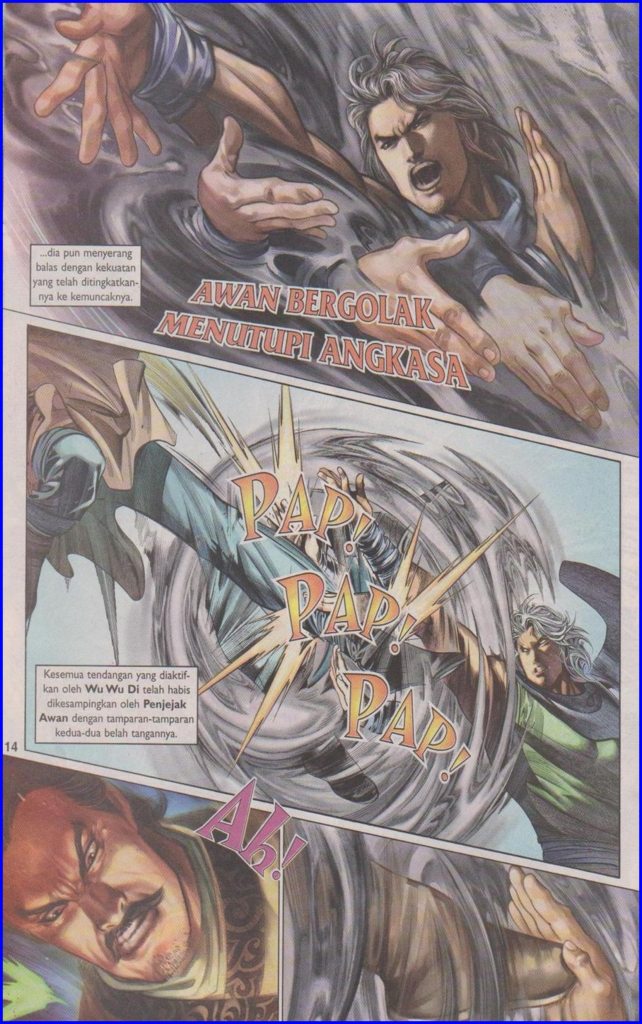 ...dia pun menyerang
balas dengan kekuatan
yang telah ditingkatkan-
nya ke kemuncaknya.
AWAN BERGOLAK
MENUTUPI ANGKASA
PAP!
PAP!
PAP!
Kesemua tendangan yang diaktif-
kan oleh Wu Wu Di telah habis
dikesampingkan oleh Penjejak
Awan dengan tamparan-tamparan
kedua-dua belah tangannya.
14
Ah!